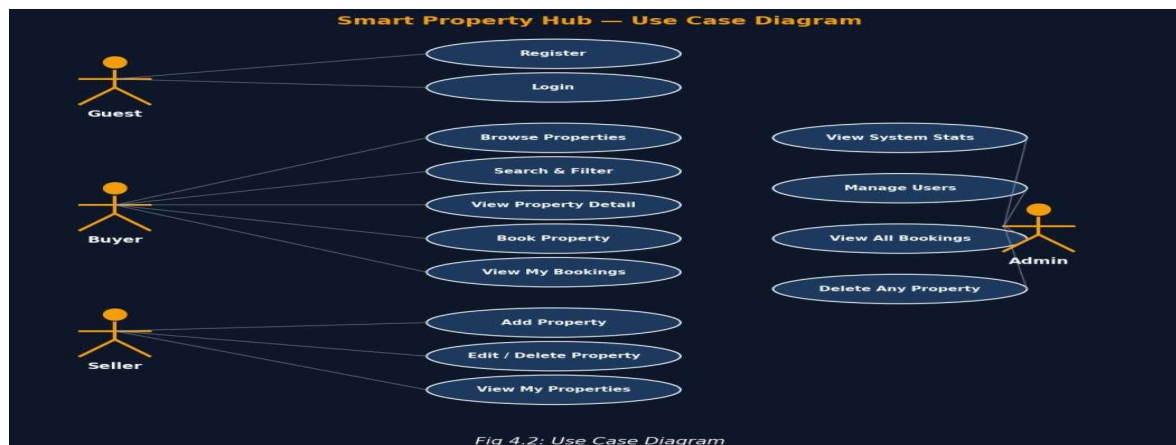 Smart Property Hub — Use Case Diagram
Register
Login
Guest
Browse Properties
Search & Filter
View Property Detail
Book Property
View My Bookings
Buyer
Add Property
Edit / Delete Property
View My Properties
Seller
View System Stats
Manage Users
View All Bookings
Delete Any Property
Admin
Fig 4.2: Use Case Diagram